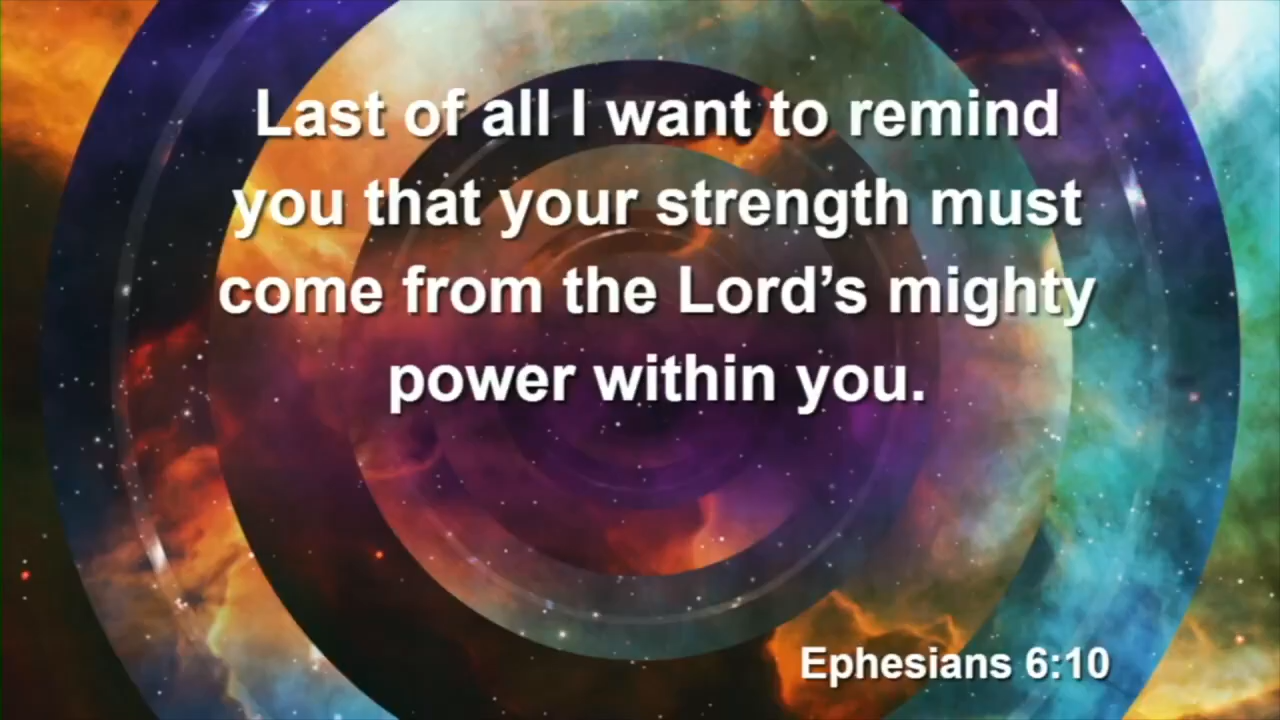 Last of all I want to remind
you that your strength must
come from the Lord’s mighty
power within you.
Ephesians 6:10